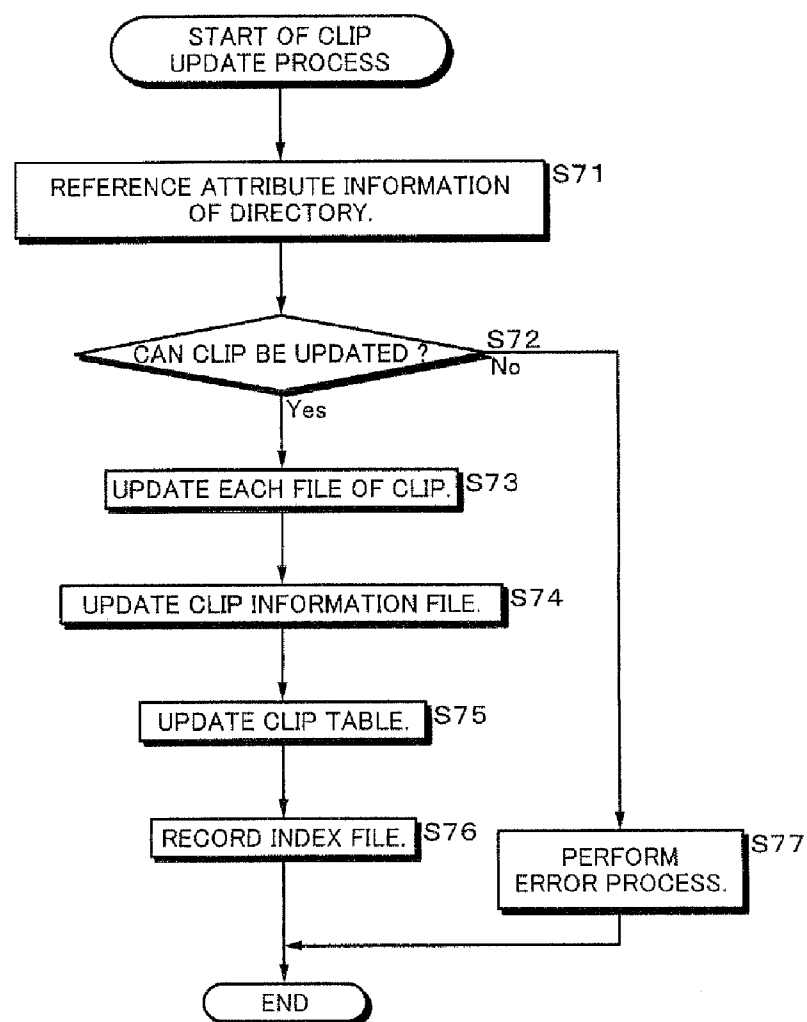 START OF CLIP
UPDATE PROCESS
REFERENCE ATTRIBUTE INFORMATION
OF DIRECTORY.
S71
CAN CLIP BE UPDATED ?
S72
No
Yes
UPDATE EACH FILE OF CLIP.
S73
UPDATE CLIP INFORMATION FILE.
S74
UPDATE CLIP TABLE.
S75
RECORD INDEX FILE.
S76
PERFORM
ERROR PROCESS.
S77
END